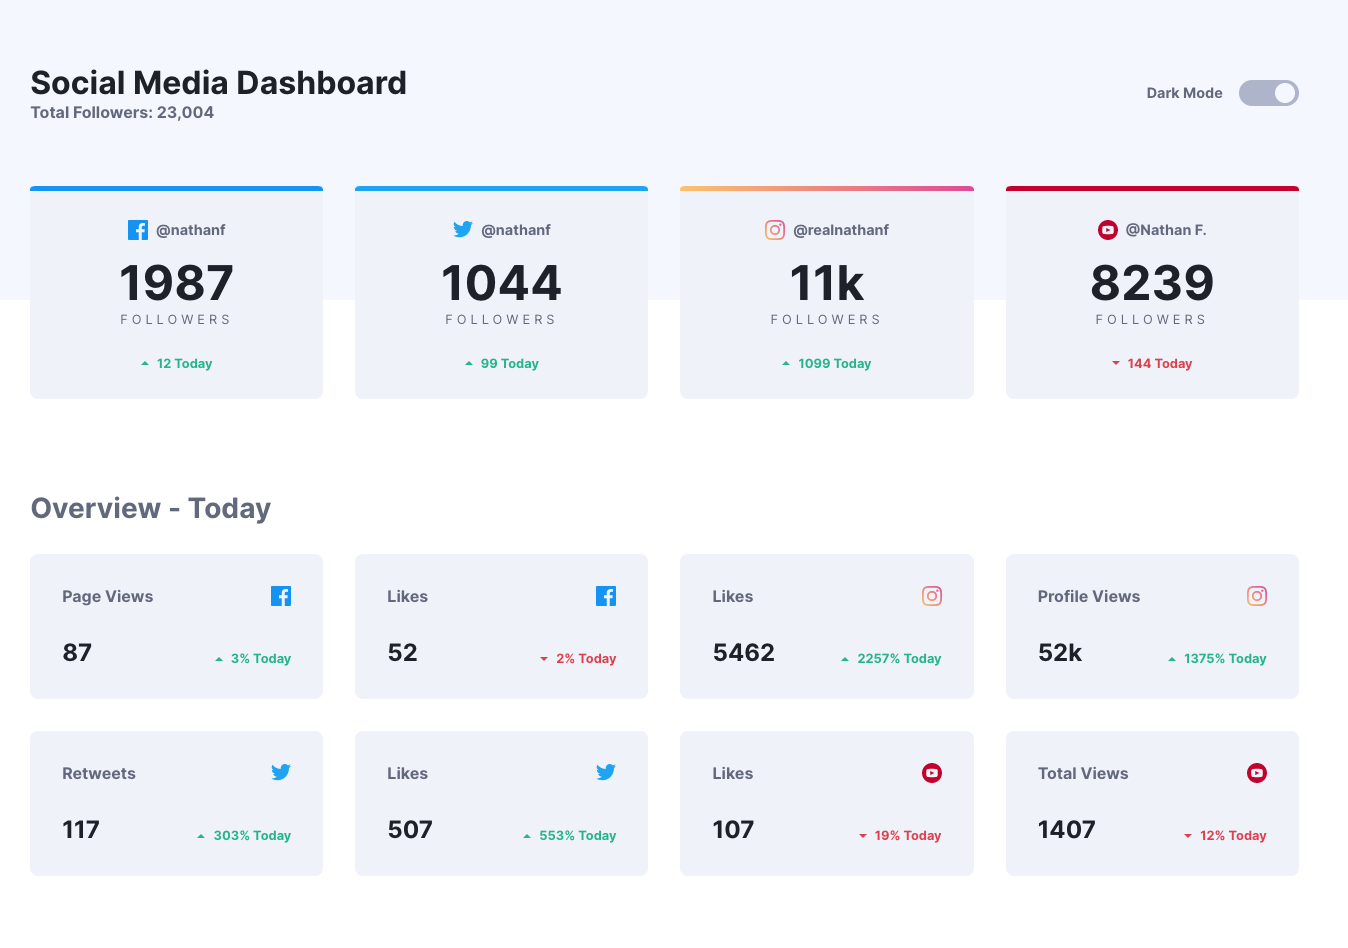 Social Media Dashboard
Total Followers: 23,004
Dark Mode
@nathanf
1987
FOLLOWERS
12 Today
@nathanf
1044
FOLLOWERS
99 Today
@realnathanf
11k
FOLLOWERS
1099 Today
@Nathan F.
8239
FOLLOWERS
144 Today
Overview - Today
Page Views
87
3% Today
Likes
52
2% Today
Likes
5462
2257% Today
Profile Views
52k
1375% Today
Retweets
117
303% Today
Likes
507
553% Today
Likes
107
19% Today
Total Views
1407
12% Today